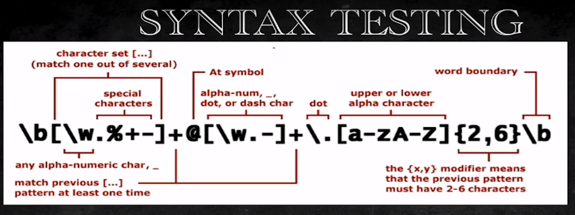 SYNTAX TESTING
character set [...]
(match one out of several)
At symbol
word boundary
special
characters
alpha-num, _,
dot, or dash char
dot
upper or lower
alpha character
\b[\w.%+-]+@[\w.-]+\.[a-zA-Z]{2,6}\b
any alpha-numeric char, _
match previous [...]
pattern at least one time
the {x,y} modifier means
that the previous pattern
must have 2-6 characters